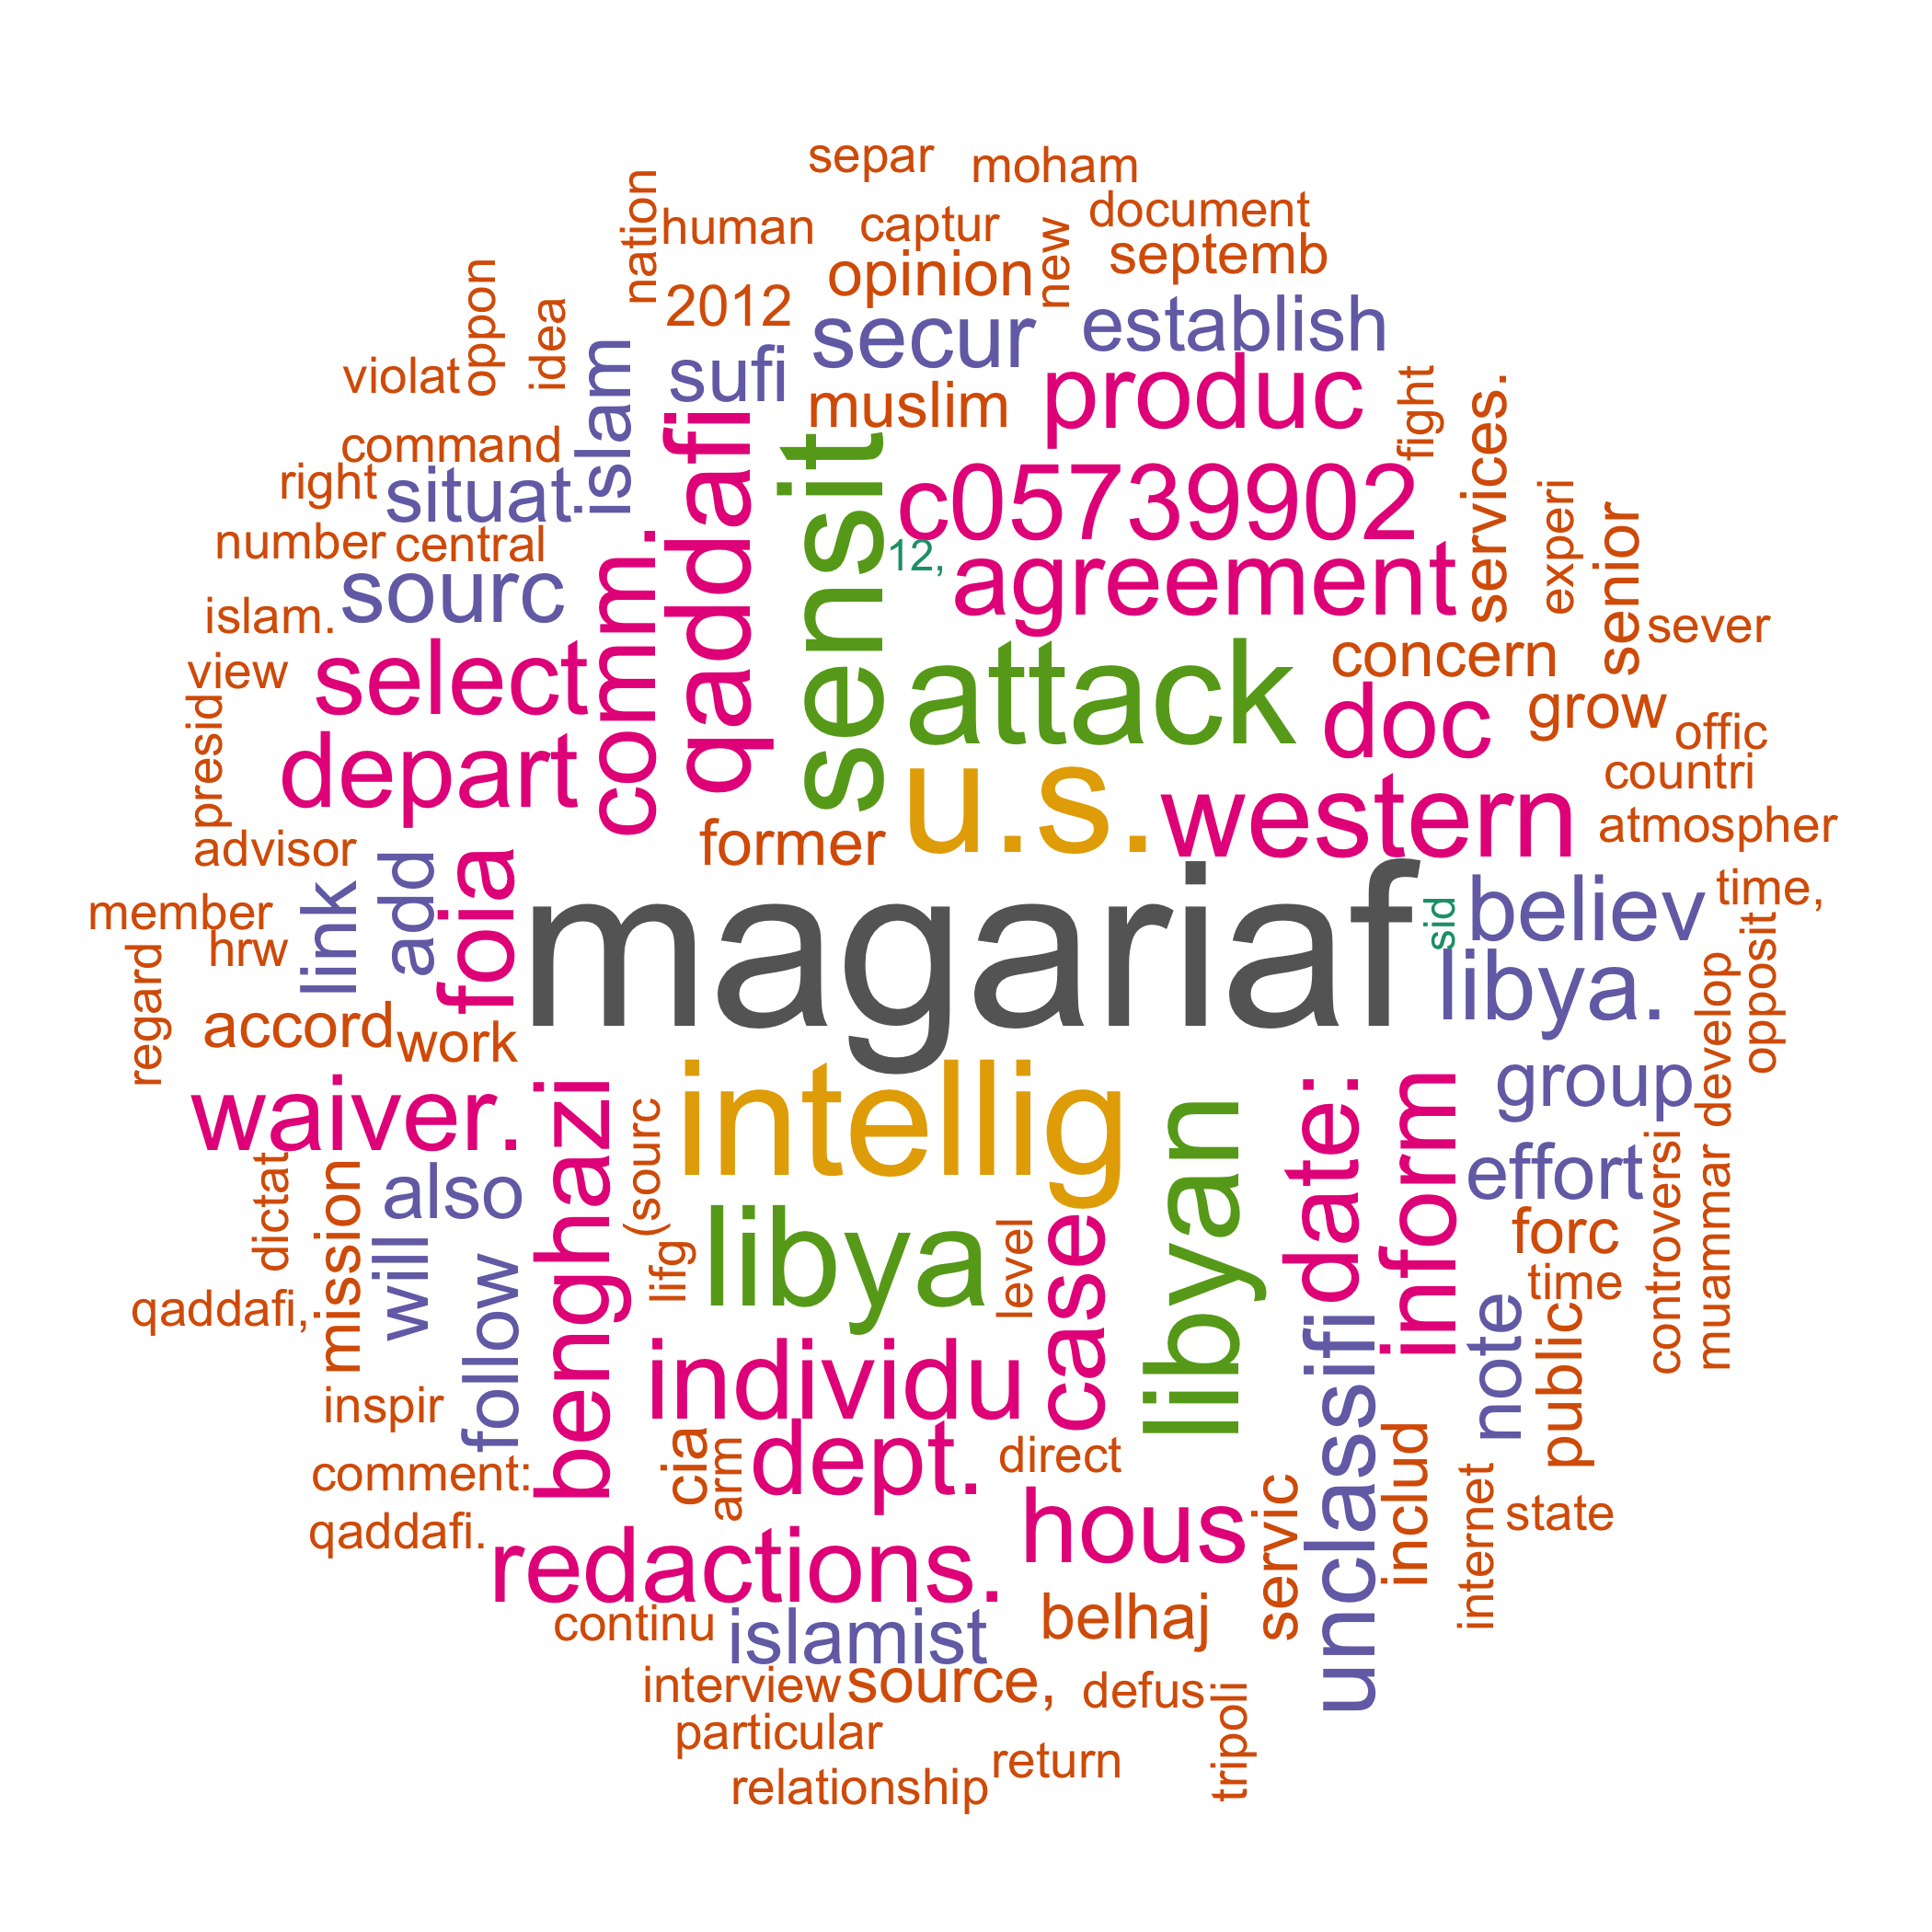 separ
moham
nation
human
captur
new
document
septemb
oppon
idea
2012
opinion
secur
establish
violat
islam
sufi
muslim
produc
fight
services.
command
right
situat
comm.
qaddafi
sensit
c05739902
experi
senior
number
central
12,
agreement
sourc
islam.
sever
select
attack
concern
view
presid
doc
grow
offic
depart
u.s.
western
countri
advisor
former
atmospher
link
add
foia
magariaf
sid
believ
time,
member
hrw
regard
libya.
develop
opposit
accord
work
waiver.
benghazi
(sourc
intellig
libyan
date:
inform
group
dictat
mission
also
effort
controversi
muammar
will
follow
lifg
libya
level
case
forc
time
qaddafi,
unclassifi
note
public
inspir
individu
cia
arm
dept.
direct
includ
comment:
internet
state
qaddafi.
redactions.
hous
servic
continu
islamist
belhaj
interview
source,
defus
tripoli
particular
return
relationship